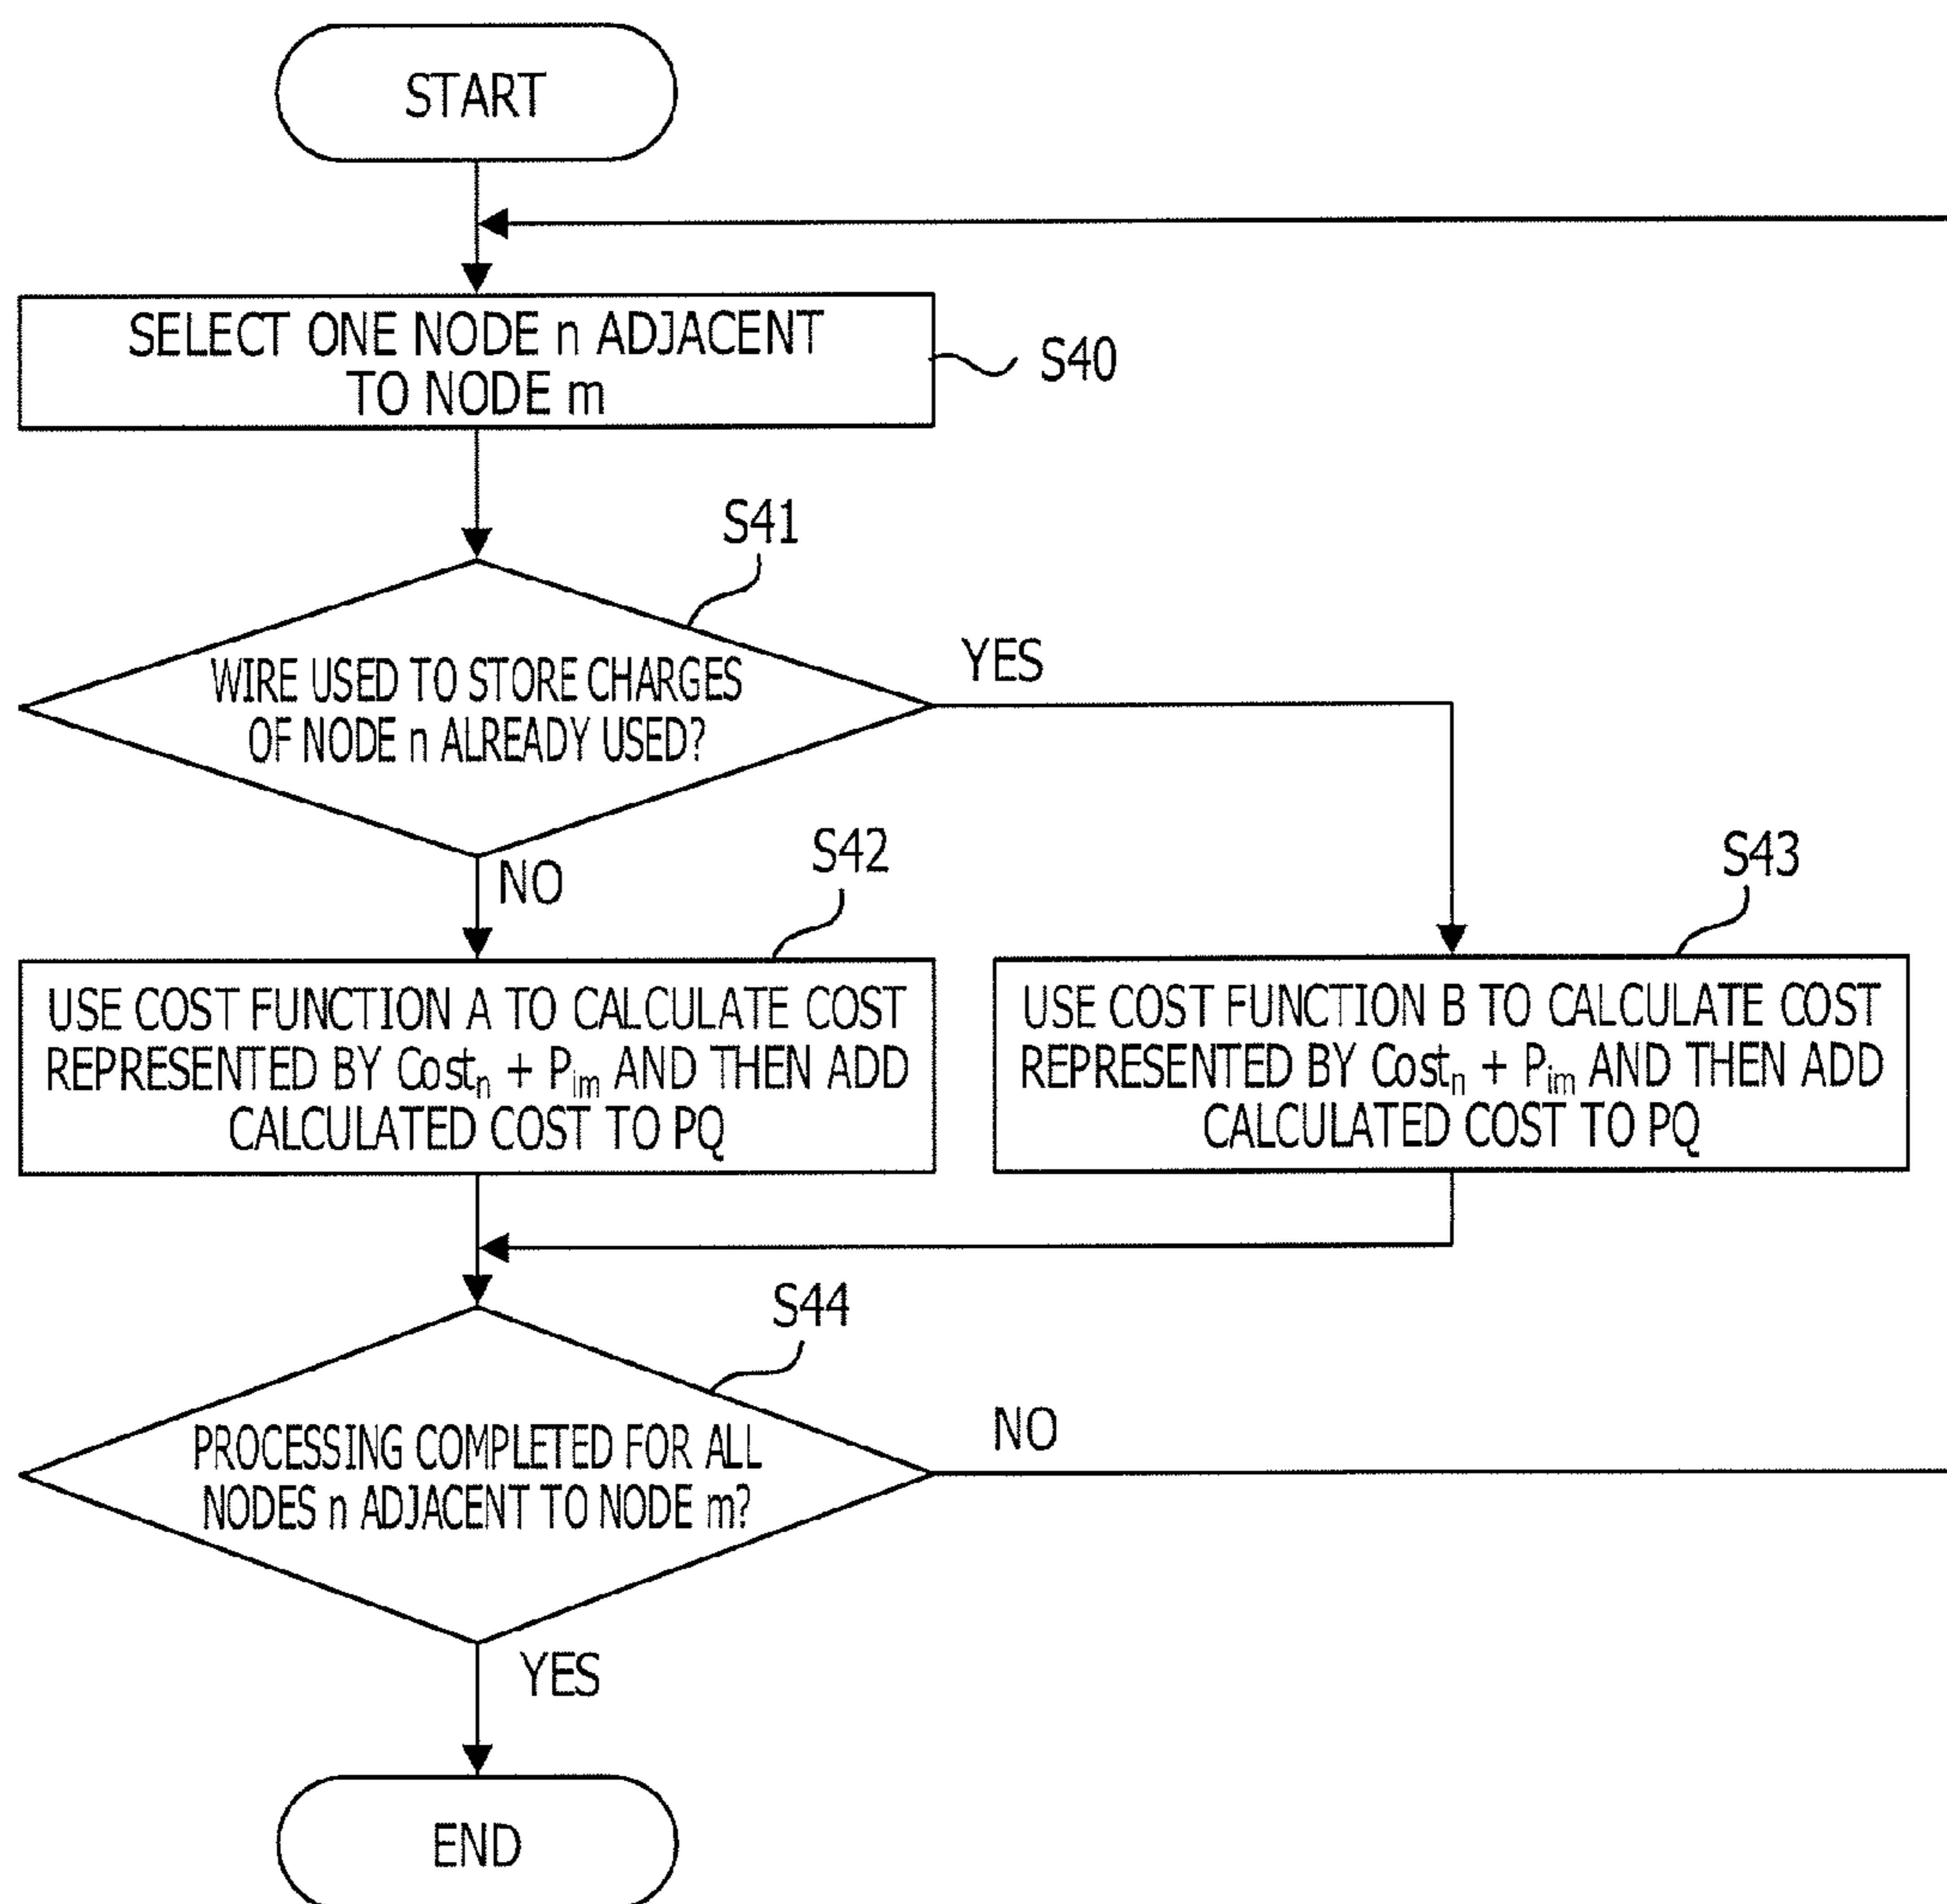 START
SELECT ONE NODE n ADJACENT
TO NODE m
S40
S41
WIRE USED TO STORE CHARGES
OF NODE n ALREADY USED?
YES
NO
S42
USE COST FUNCTION A TO CALCULATE COST
REPRESENTED BY Costn + Pim AND THEN ADD
CALCULATED COST TO PQ
S43
USE COST FUNCTION B TO CALCULATE COST
REPRESENTED BY Costn + Pim AND THEN ADD
CALCULATED COST TO PQ
S44
PROCESSING COMPLETED FOR ALL
NODES n ADJACENT TO NODE m?
NO
YES
END